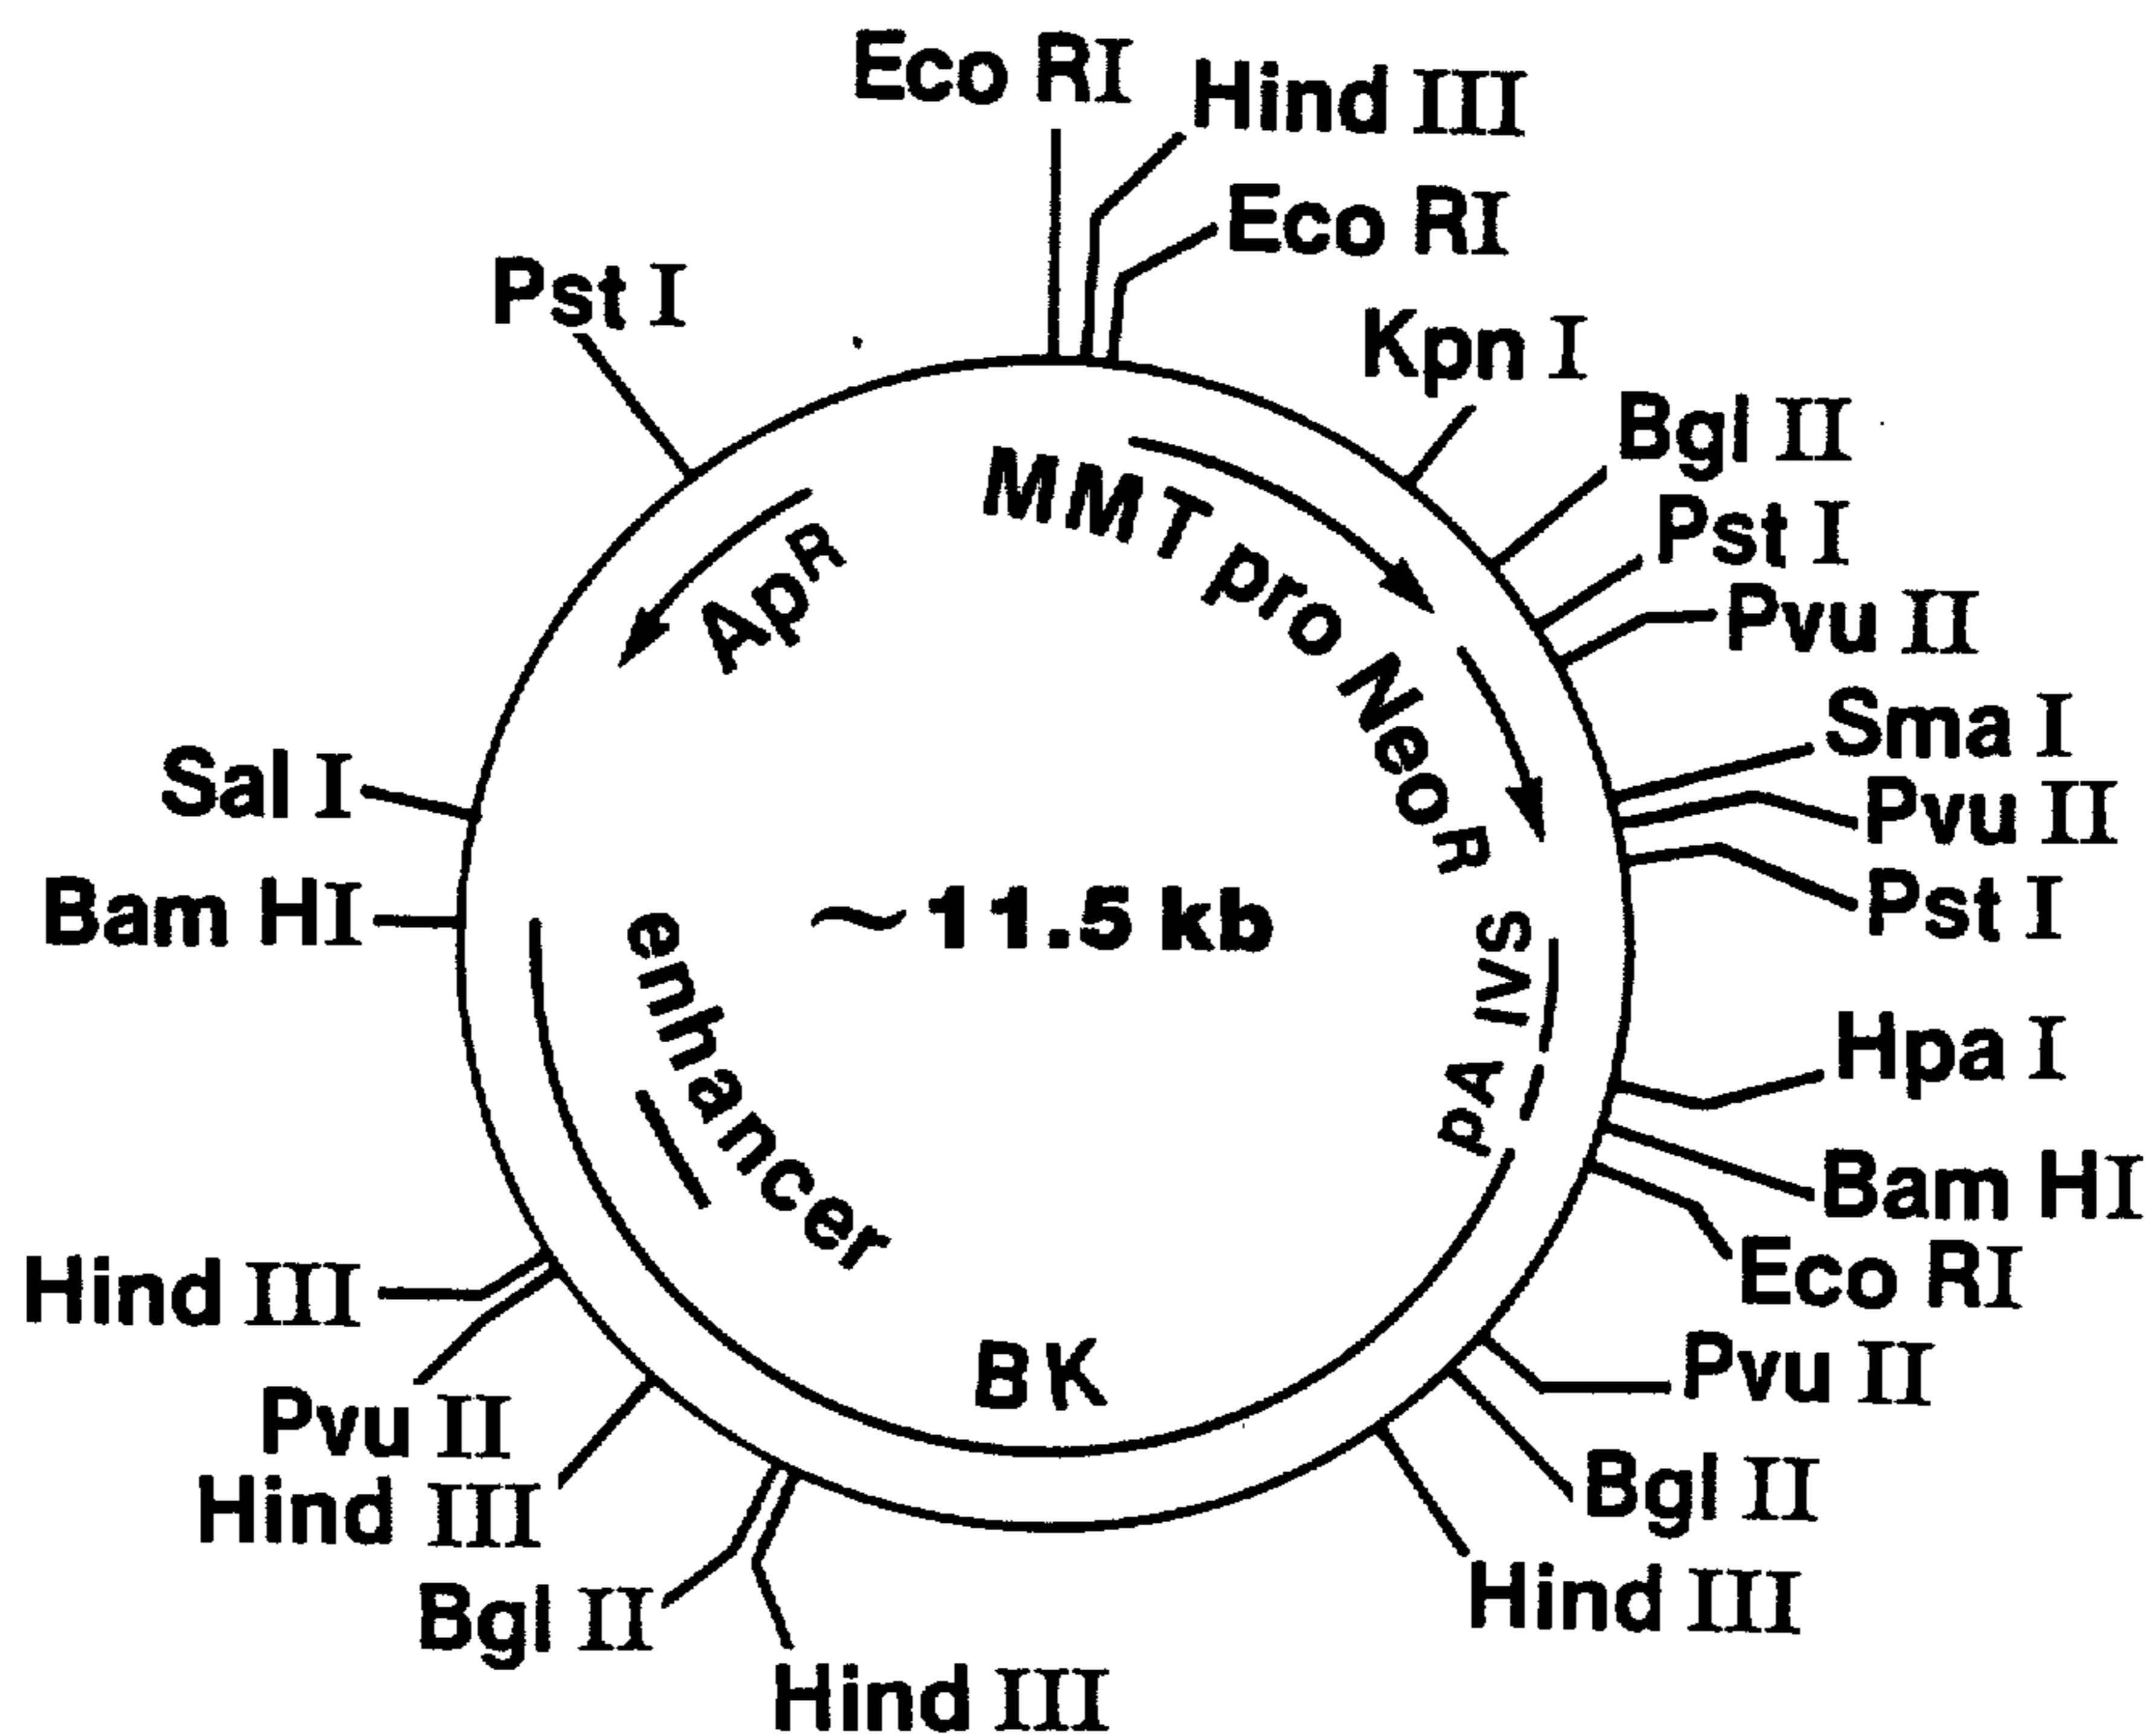 Eco RI
Hind III
Eco RI
Kpn I
Bgl II
Pst I
Pvu II
Sma I
Pvu II
Pst I
Hpa I
Bam HI
Eco RI
Pvu II
Bgl II
Hind III
Hind III
Bgl II
Hind III
Pvu II
Hind III
Bam HI
Sal I
Pst I
ApR
MMT pro NeoR
IVS
pA
BK
enhancer
~11.5 kb